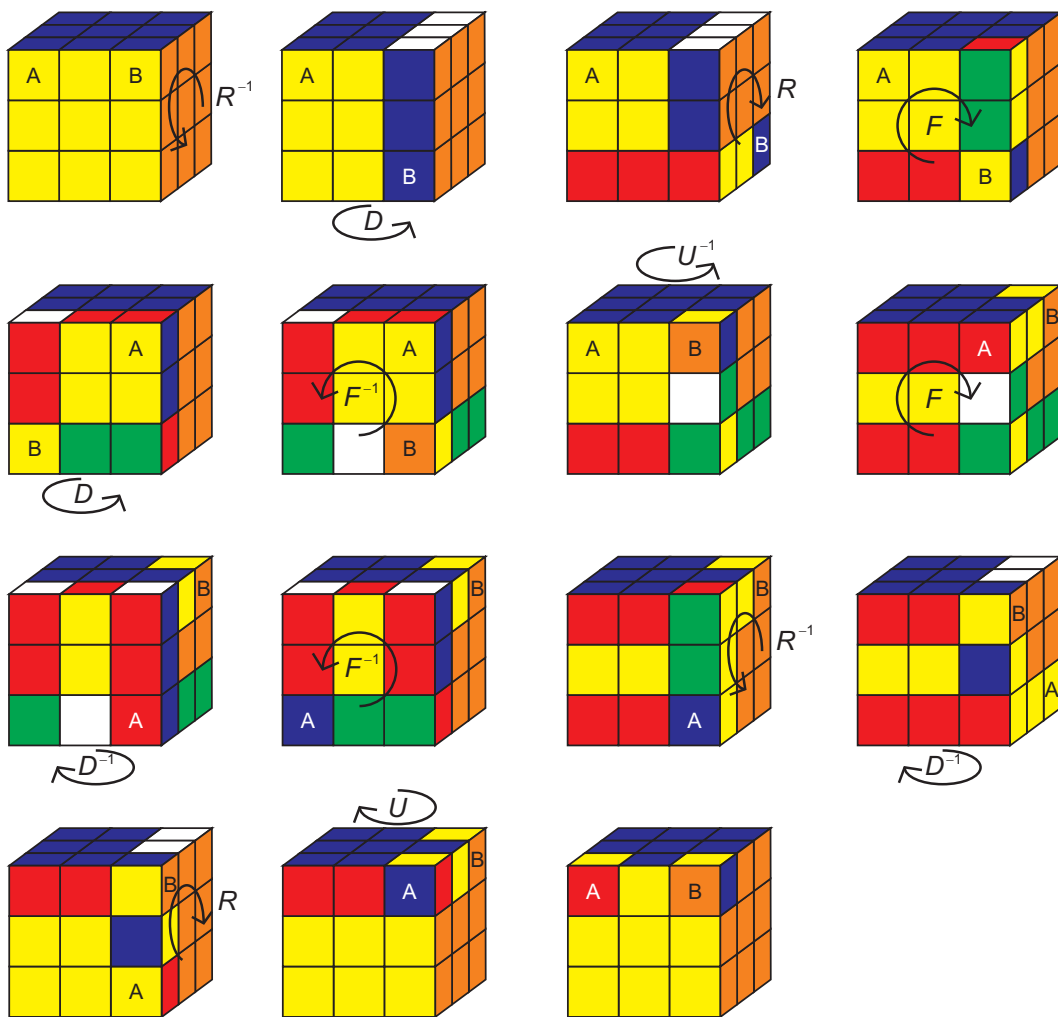 A B R⁻¹ A B D A B R A F B
A B D A F⁻¹ B U⁻¹ A B A B F
B A D⁻¹ B A F⁻¹ B A R⁻¹ B A D⁻¹
B A R U A B A B